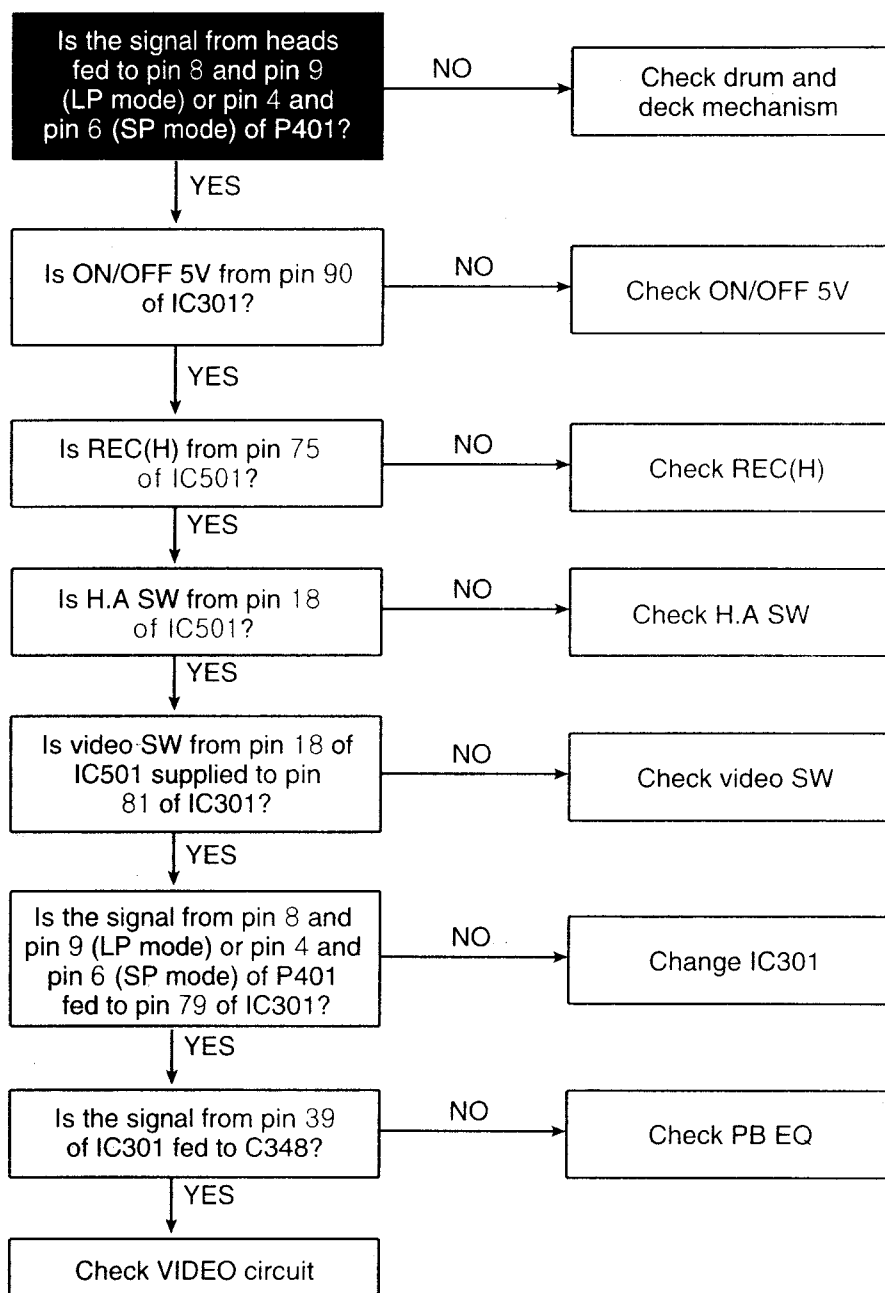 Is the signal from heads
fed to pin 8 and pin 9
(LP mode) or pin 4 and
pin 6 (SP mode) of P401?
NO
Check drum and
deck mechanism
YES
Is ON/OFF 5V from pin 90
of IC301?
NO
Check ON/OFF 5V
YES
Is REC(H) from pin 75
of IC501?
NO
Check REC(H)
YES
Is H.A SW from pin 18
of IC501?
NO
Check H.A SW
YES
Is video SW from pin 18 of
IC501 supplied to pin
81 of IC301?
NO
Check video SW
YES
Is the signal from pin 8 and
pin 9 (LP mode) or pin 4 and
pin 6 (SP mode) of P401
fed to pin 79 of IC301?
NO
Change IC301
YES
Is the signal from pin 39
of IC301 fed to C348?
NO
Check PB EQ
YES
Check VIDEO circuit